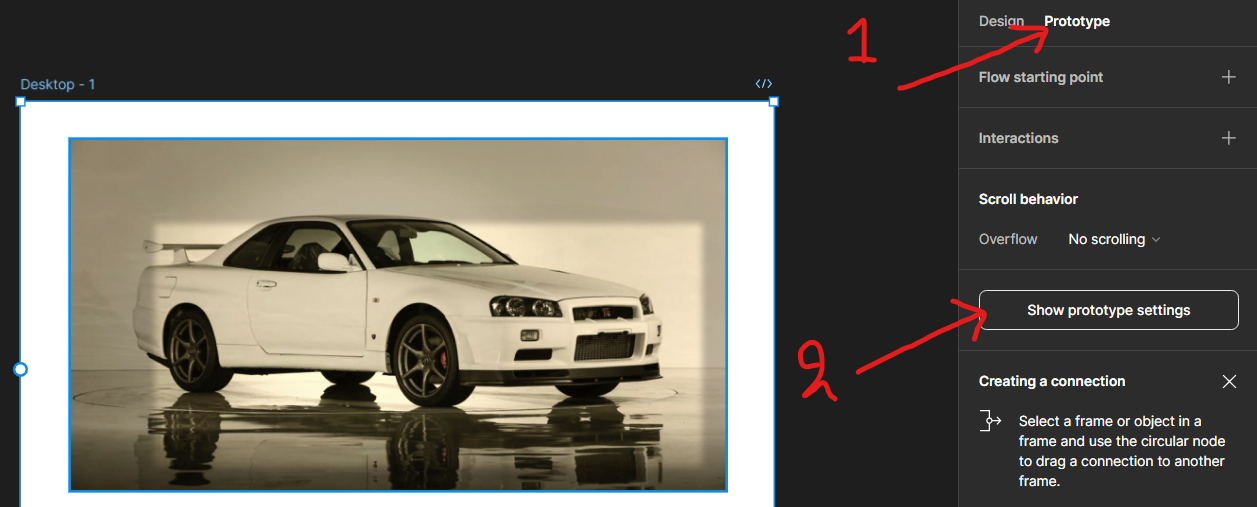 Design Prototype
1
Flow starting point
Desktop - 1
</>
Interactions
Scroll behavior
Overflow No scrolling
Show prototype settings
2
Creating a connection
Select a frame or object in a
frame and use the circular node
to drag a connection to another
frame.